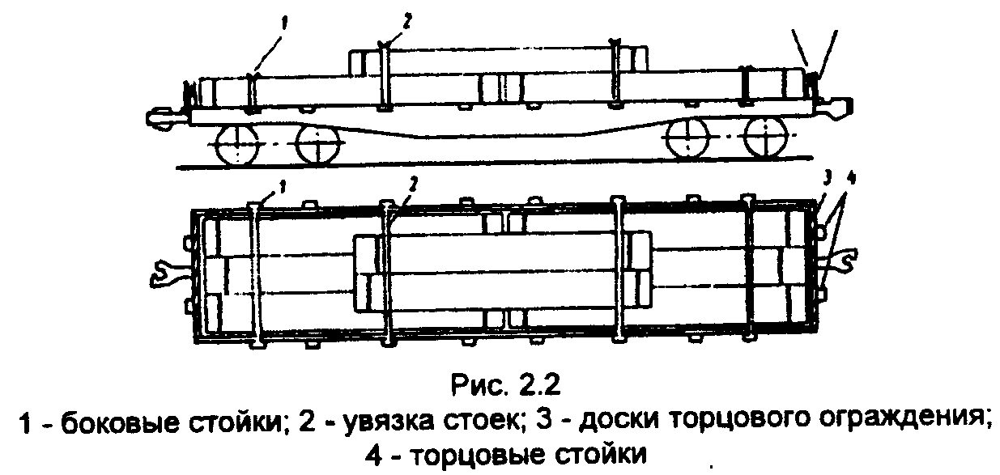 1 2
1 2 3 4
Рис. 2.2
1 - боковые стойки; 2 - увязка стоек; 3 - доски торцового ограждения;
4 - торцовые стойки